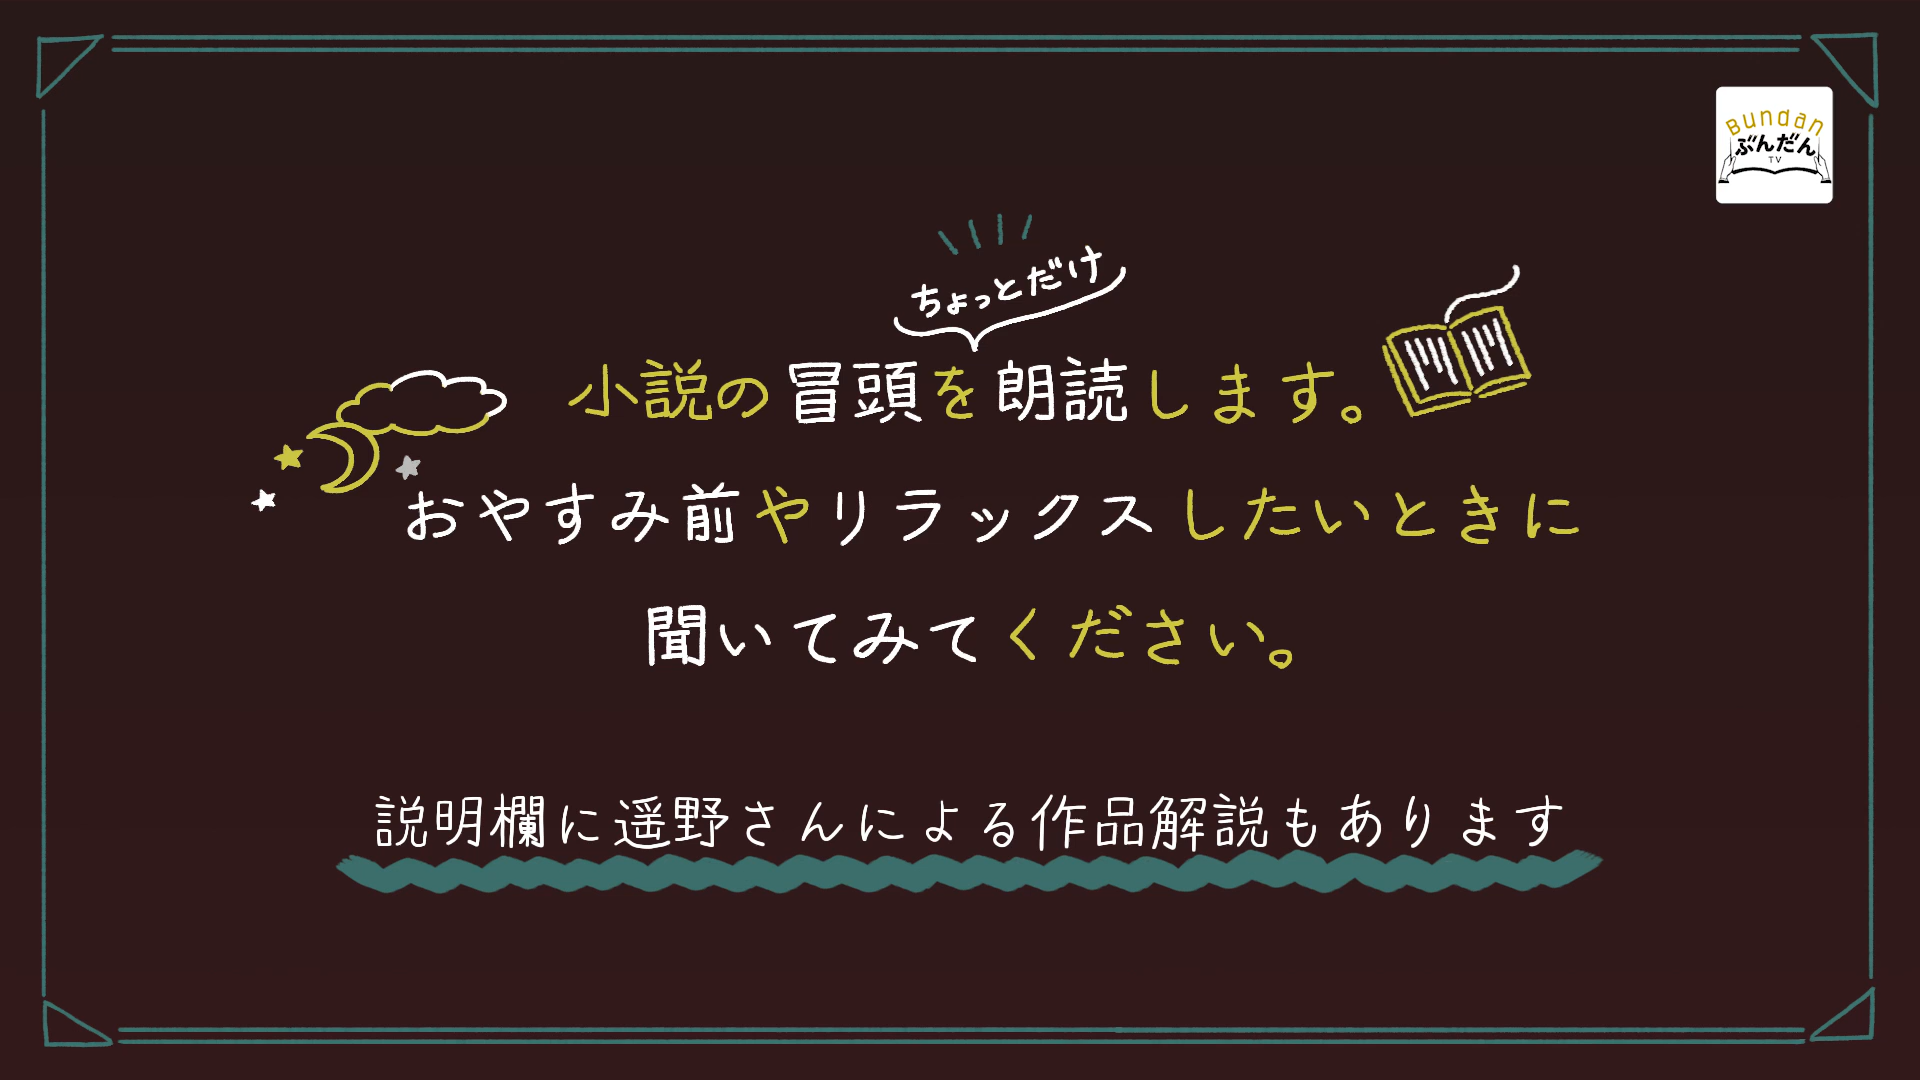 Bundan
ぶんだん
TV
ちょっとだけ
小説の冒頭を朗読します。
おやすみ前やリラックスしたいときに
聞いてみてください。
説明欄に遥野さんによる作品解説もあります